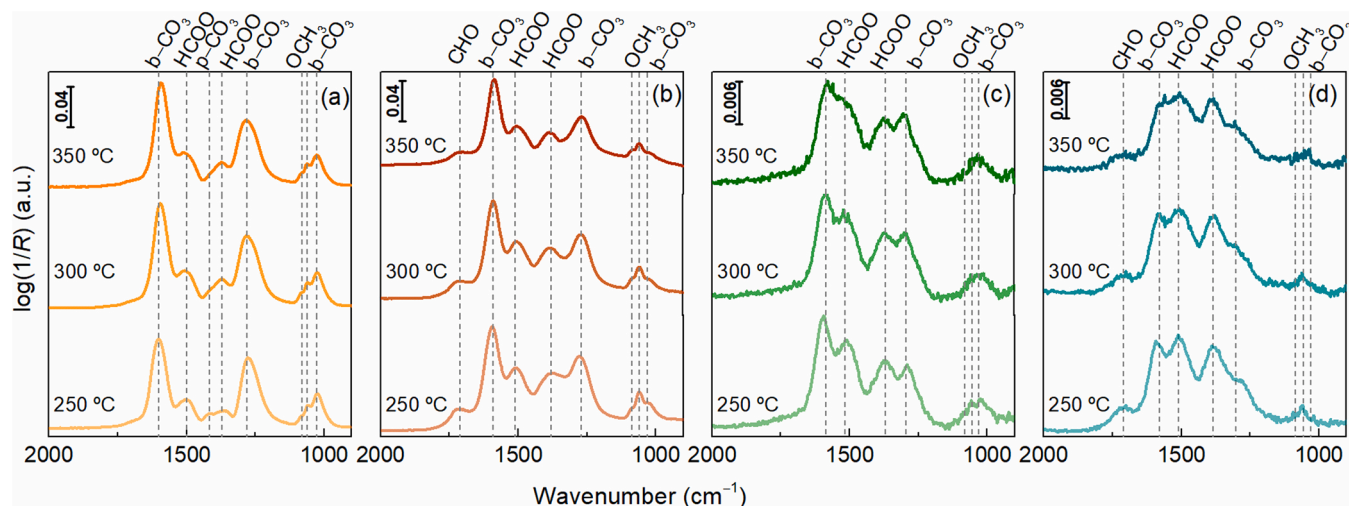 b–CO₃ HCOO p–CO₃ HCOO b–CO₃ OCH₃ b–CO₃
CHO b–CO₃ HCOO HCOO b–CO₃ OCH₃ b–CO₃
b–CO₃ HCOO HCOO b–CO₃ OCH₃ b–CO₃
CHO b–CO₃ HCOO HCOO b–CO₃ OCH₃ b–CO₃
log(1/R) (a.u.)
0.04
(a)
350 ºC
300 ºC
250 ºC
2000 1500 1000
0.04
(b)
350 ºC
300 ºC
250 ºC
2000 1500 1000
0.006
(c)
350 ºC
300 ºC
250 ºC
2000 1500 1000
0.006
(d)
350 ºC
300 ºC
250 ºC
2000 1500 1000
Wavenumber (cm⁻¹)